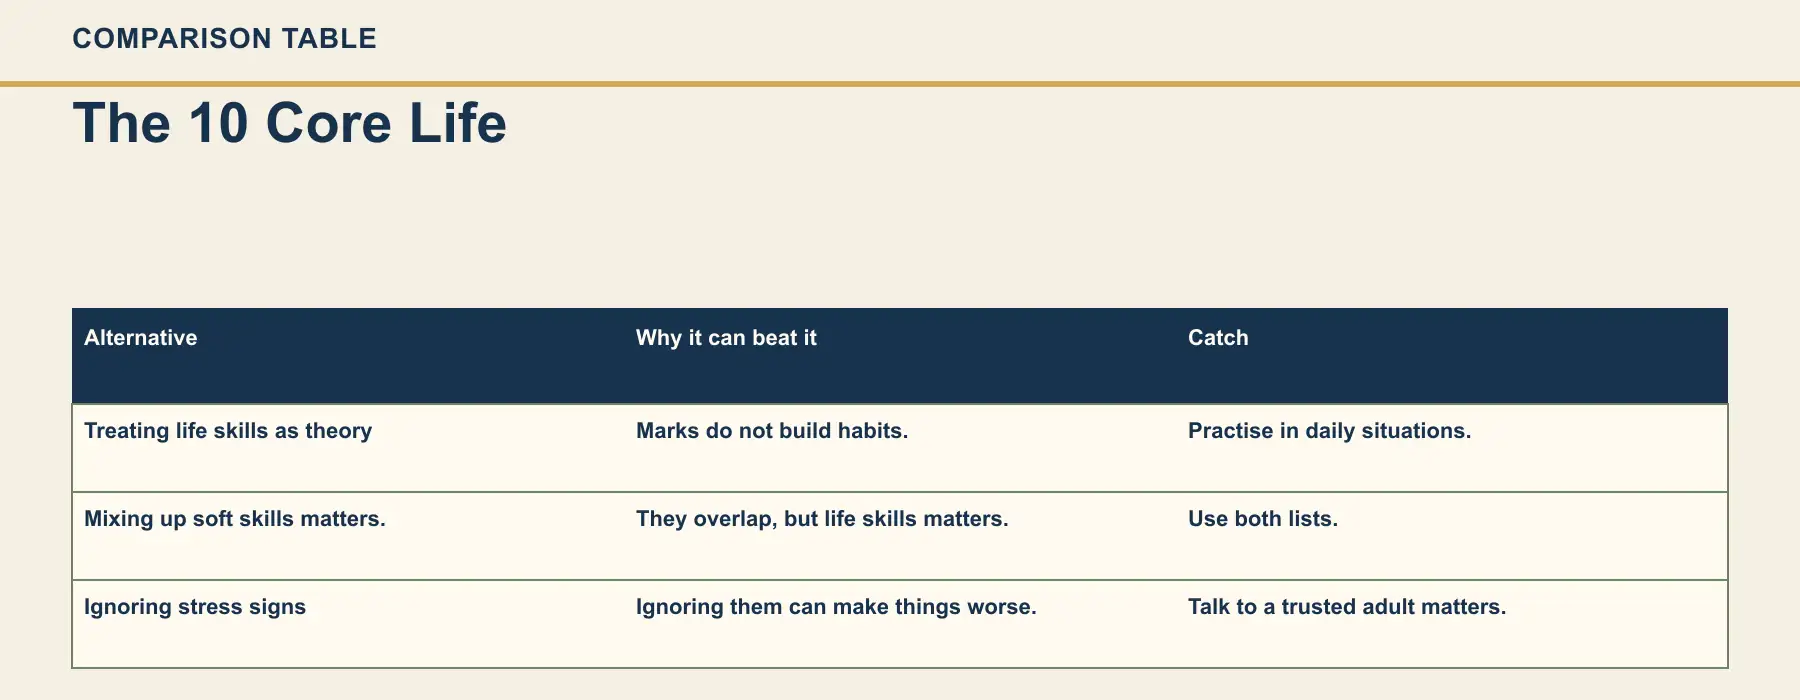 COMPARISON TABLE
The 10 Core Life
Alternative Why it can beat it Catch
Treating life skills as theory Marks do not build habits. Practise in daily situations.
Mixing up soft skills matters. They overlap, but life skills matters. Use both lists.
Ignoring stress signs Ignoring them can make things worse. Talk to a trusted adult matters.